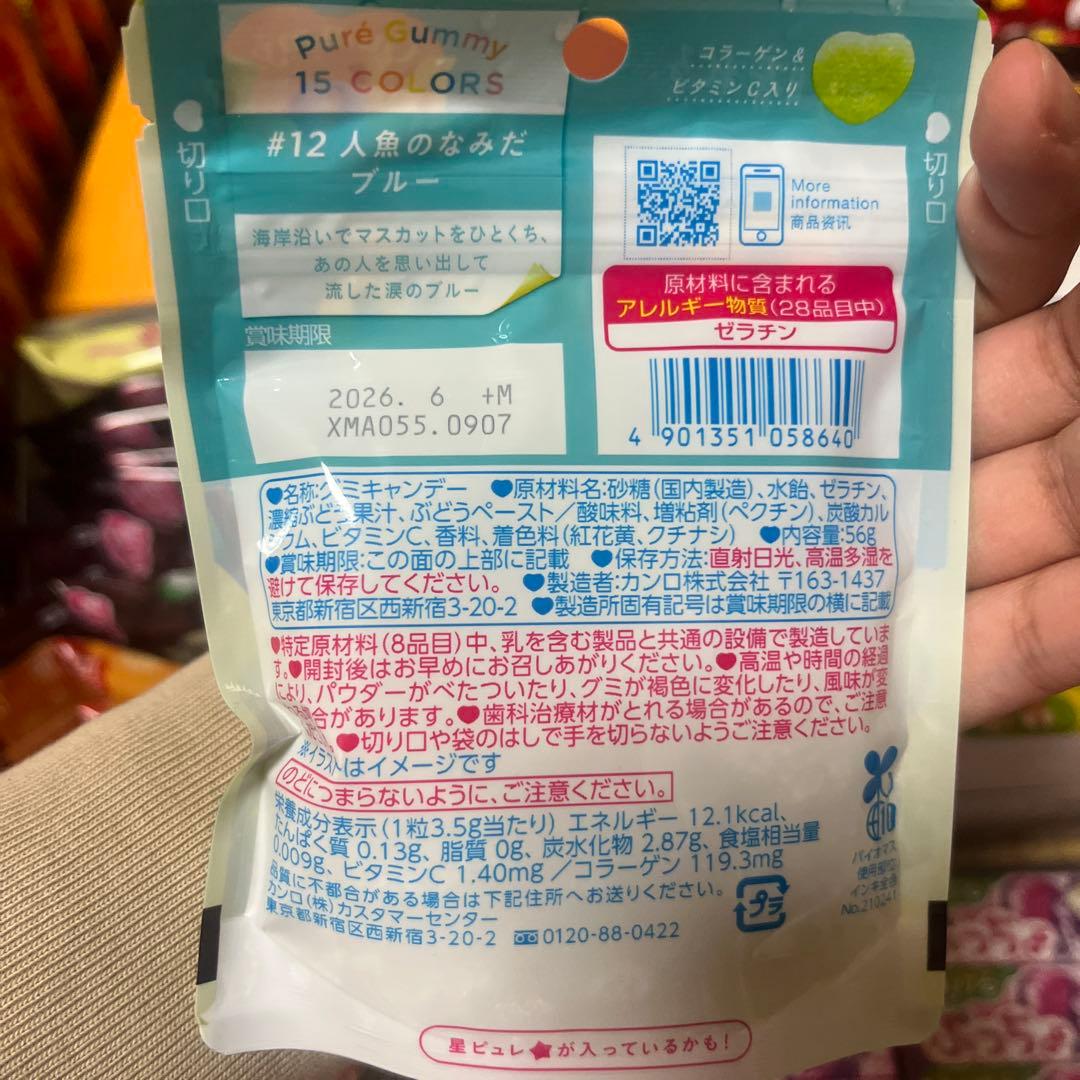 Puré Gummy
15 COLORS
コラーゲン&
ビタミンC入り
切り口
#12 人魚のなみだ
ブルー
切り口
More
information
商品资讯
海岸沿いでマスカットをひとくち、
あの人を思い出して
流した涙のブルー
原材料に含まれる
アレルギー物質(28品目中)
ゼラチン
賞味期限
2026. 6 +M
XMA055.0907
4 901351 058640
♥名称:グミキャンデー ♥原材料名:砂糖(国内製造)、水飴、ゼラチン、
濃縮ぶどう果汁、ぶどうペースト/酸味料、増粘剤(ペクチン)、炭酸カル
シウム、ビタミンC、香料、着色料(紅花黄、クチナシ) ♥内容量:56g
♥賞味期限:この面の上部に記載 ♥保存方法:直射日光、高温多湿を
避けて保存してください。 ♥製造者:カンロ株式会社 〒163-1437
東京都新宿区西新宿3-20-2 ♥製造所固有記号は賞味期限の横に記載
♥特定原材料(8品目)中、乳を含む製品と共通の設備で製造していま
す。♥開封後はお早めにお召しあがりください。♥高温や時間の経過
により、パウダーがべたついたり、グミが褐色に変化したり、風味が変
場合があります。♥歯科治療材がとれる場合があるので、ご注意
♥切り口や袋のはしで手を切らないようご注意ください。
※イラストはイメージです
のどにつまらないように、ご注意ください。
栄養成分表示(1粒3.5g当たり) エネルギー 12.1kcal、
たんぱく質 0.13g、脂質 0g、炭水化物 2.87g、食塩相当量
0.009g、ビタミンC 1.40mg/コラーゲン 119.3mg
品質に不都合がある場合は下記住所へお送りください。
カンロ(株)カスタマーセンター
東京都新宿区西新宿3-20-2 0120-88-0422
プラ
バイオマス
使用部位
インキ全色
No.210241
星ピュレ★が入っているかも!